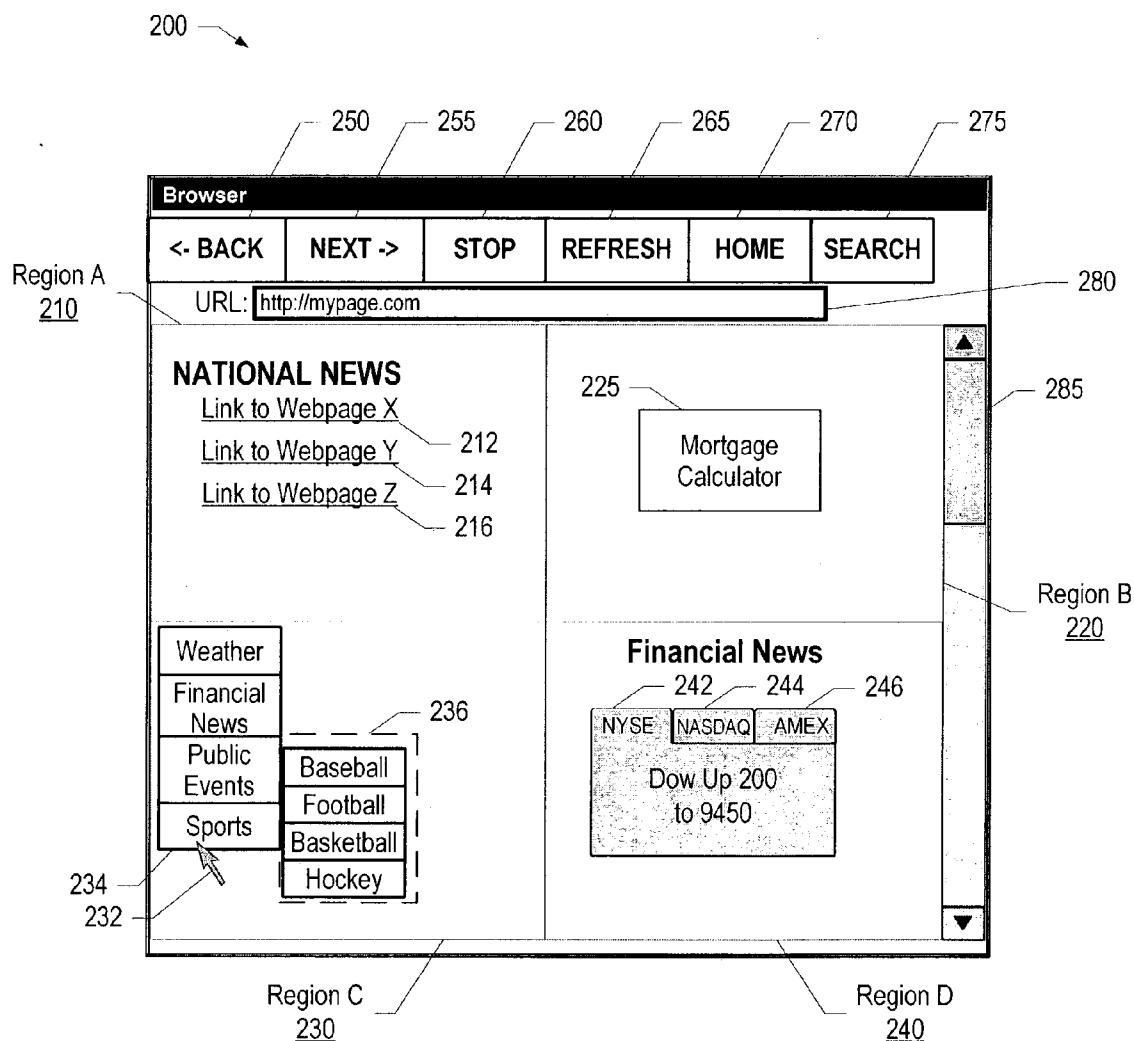 200
250 255 260 265 270 275
Browser
<- BACK NEXT -> STOP REFRESH HOME SEARCH
Region A
210
URL: http://mypage.com
280
NATIONAL NEWS
Link to Webpage X
212
Link to Webpage Y
214
Link to Webpage Z
216
225
Mortgage
Calculator
285
Region B
220
Weather
Financial
News
Public
Events
Sports
236
Baseball
Football
Basketball
Hockey
234
232
Financial News
242 244 246
NYSE NASDAQ AMEX
Dow Up 200
to 9450
Region C
230
Region D
240